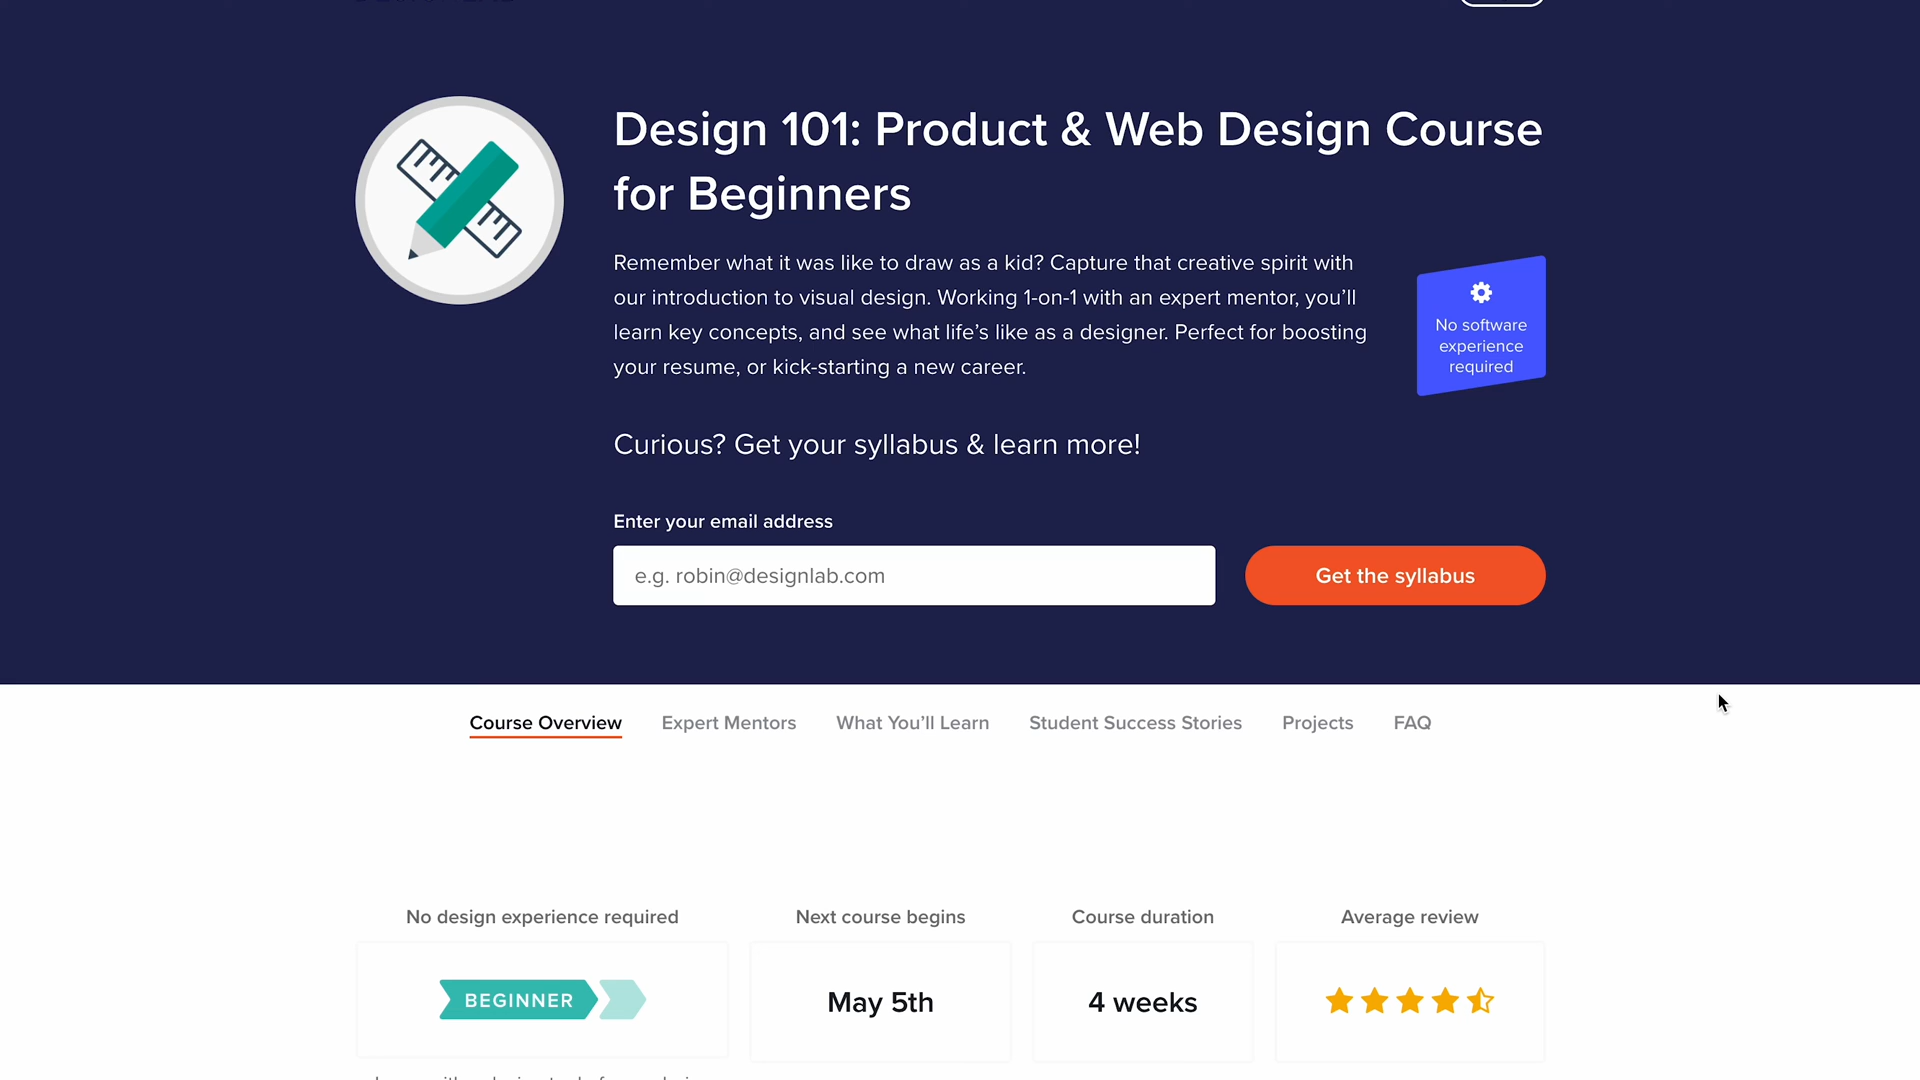 Design 101: Product & Web Design Course
for Beginners
Remember what it was like to draw as a kid? Capture that creative spirit with
our introduction to visual design. Working 1-on-1 with an expert mentor, you’ll
learn key concepts, and see what life’s like as a designer. Perfect for boosting
your resume, or kick-starting a new career.
No software
experience
required
Curious? Get your syllabus & learn more!
Enter your email address
e.g. robin@designlab.com
Get the syllabus
Course Overview Expert Mentors What You’ll Learn Student Success Stories Projects FAQ
No design experience required
BEGINNER
Next course begins
May 5th
Course duration
4 weeks
Average review